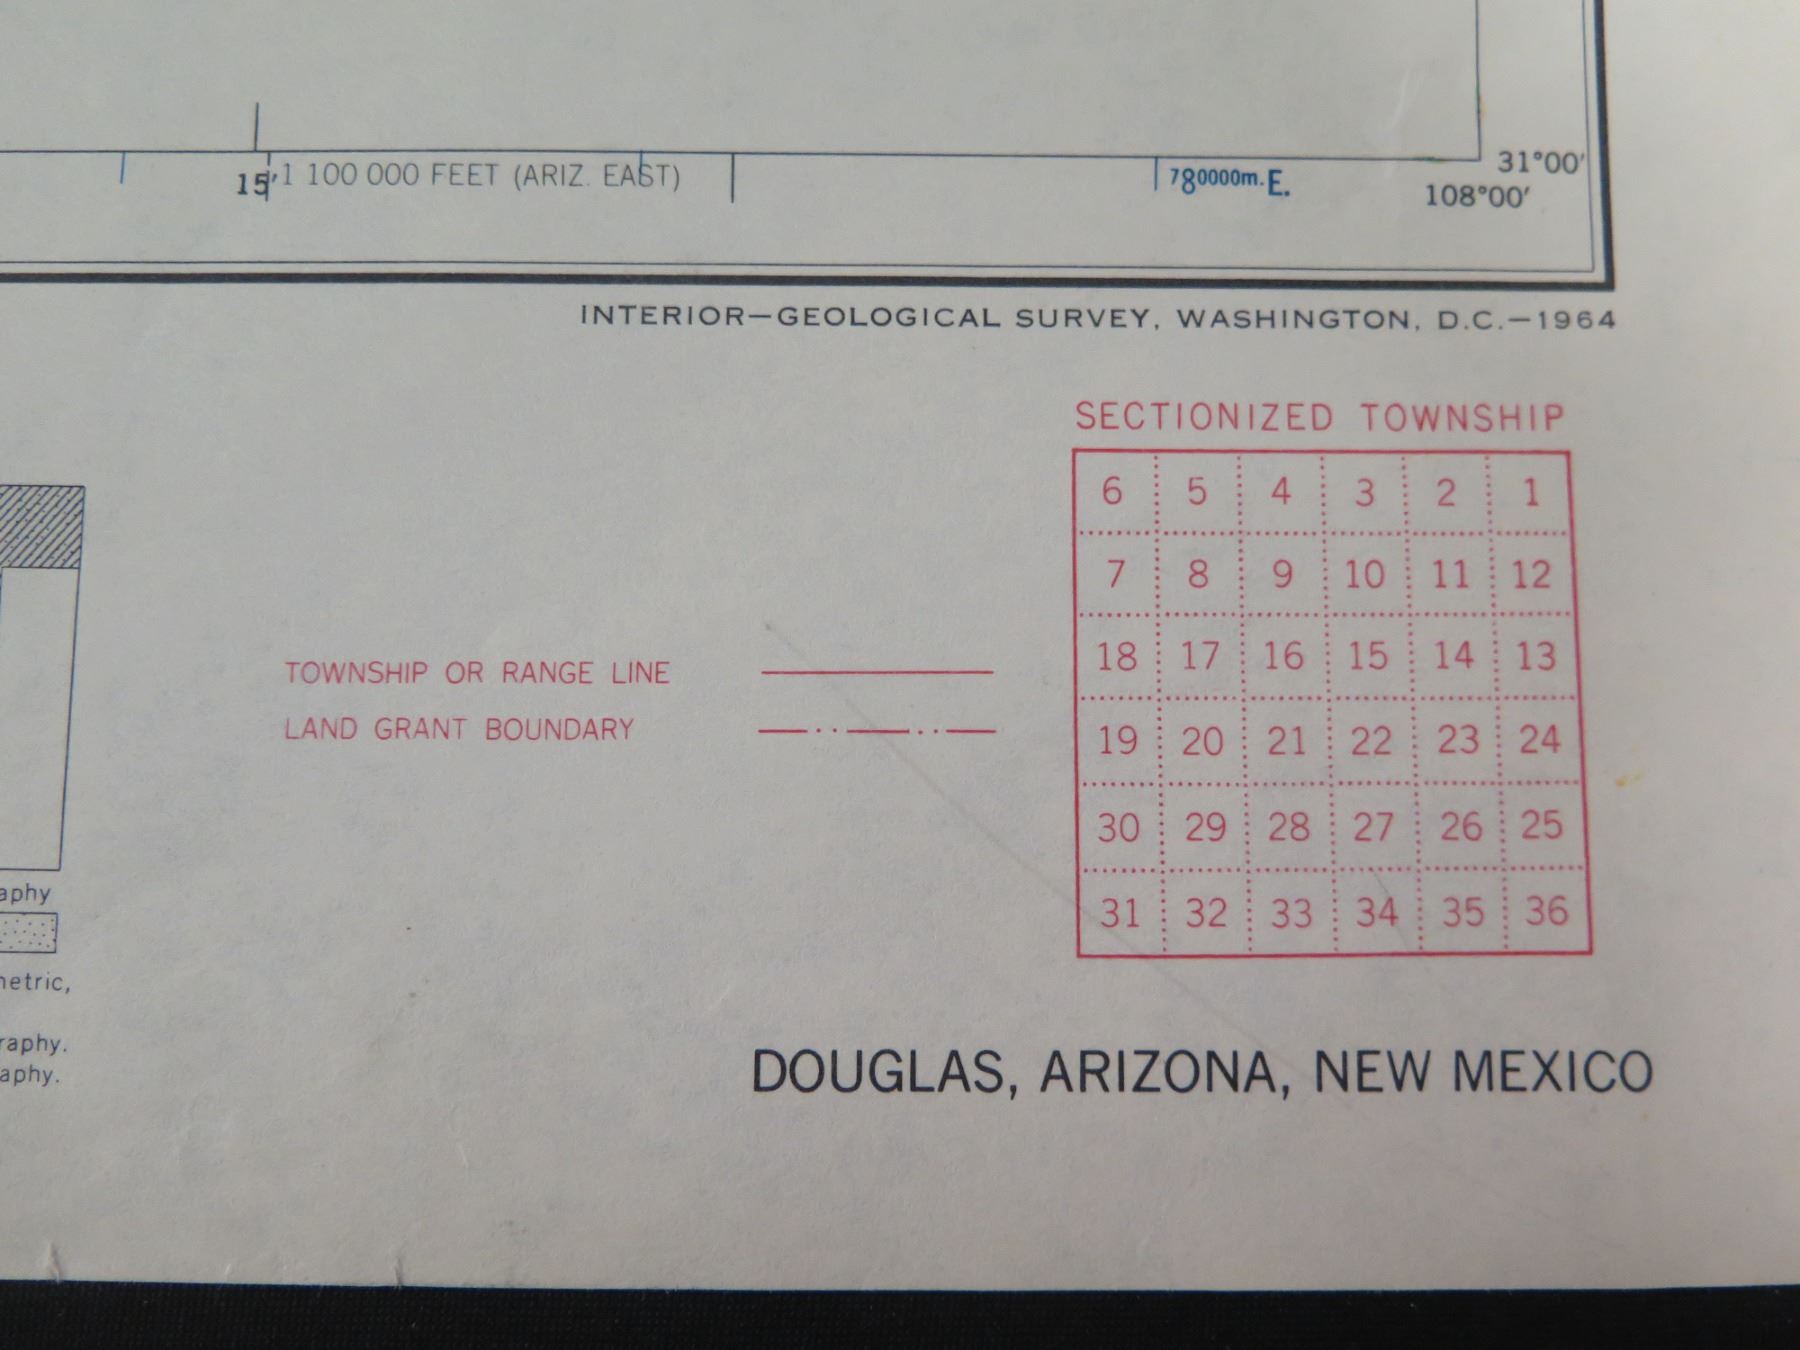 15' 1 100 000 FEET (ARIZ. EAST)
780000m. E.
31°00'
108°00'
INTERIOR—GEOLOGICAL SURVEY, WASHINGTON, D.C.—1964
SECTIONIZED TOWNSHIP
6 5 4 3 2 1
7 8 9 10 11 12
18 17 16 15 14 13
19 20 21 22 23 24
30 29 28 27 26 25
31 32 33 34 35 36
TOWNSHIP OR RANGE LINE
LAND GRANT BOUNDARY
aphy
netric,
raphy.
aphy.
DOUGLAS, ARIZONA, NEW MEXICO